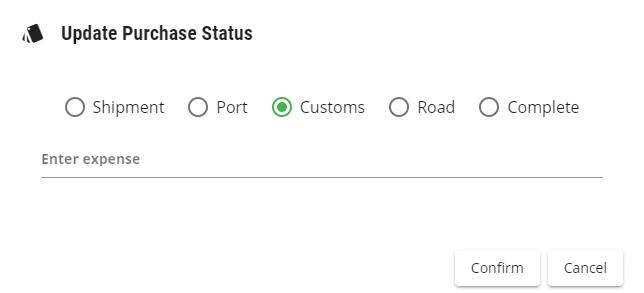 Update Purchase Status
Shipment Port Customs Road Complete
Enter expense
Confirm Cancel